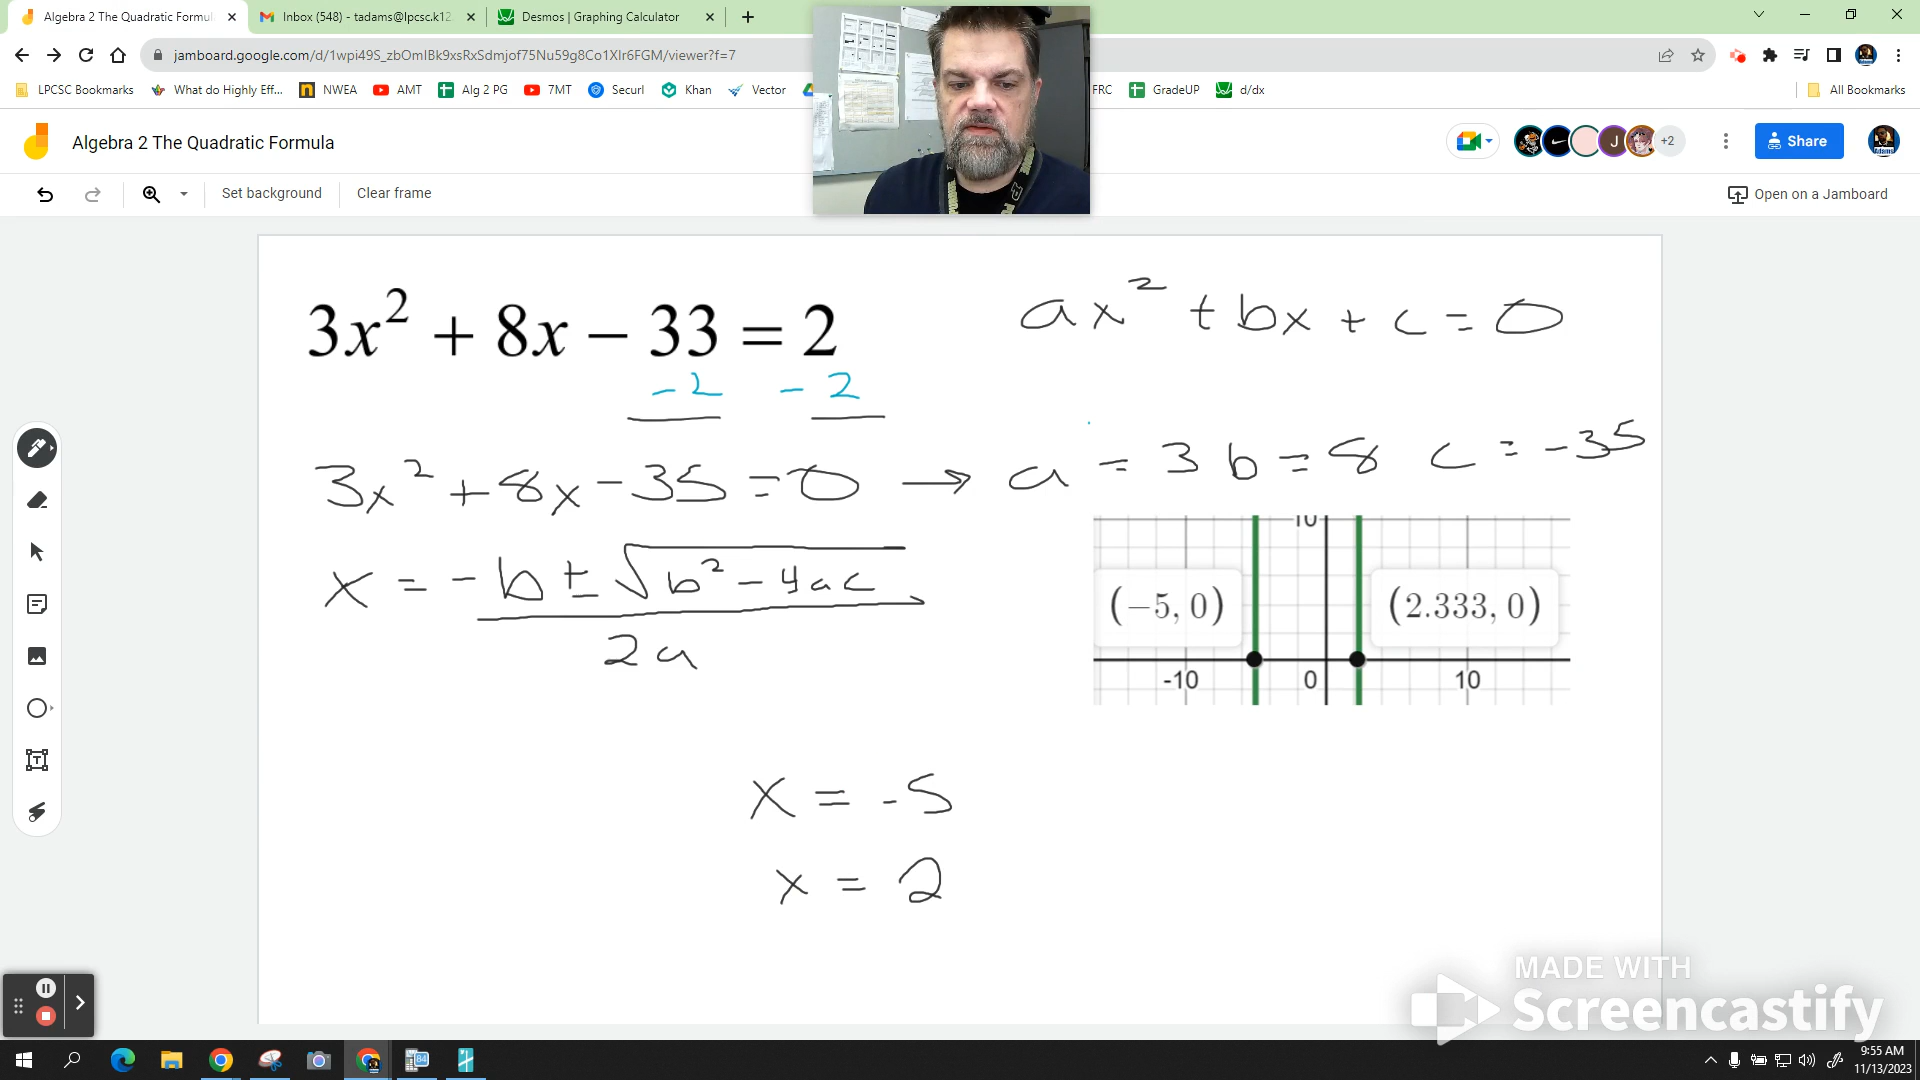 Algebra 2 The Quadratic Formul
Inbox (548) - tadams@lpcsc.k12
Desmos | Graphing Calculator
jamboard.google.com/d/1wpi49S_zbOmIBk9xsRxSdmjof75Nu59g8Co1XIr6FGM/viewer?f=7
LPCSC Bookmarks
What do Highly Eff...
NWEA
AMT
Alg 2 PG
7MT
Securl
Khan
Vector
FRC
GradeUP
d/dx
All Bookmarks
Algebra 2 The Quadratic Formula
J
+2
Share
Set background
Clear frame
Open on a Jamboard
3x² + 8x − 33 = 2
ax² + bx + c = 0
-2 -2
3x² + 8x - 35 = 0 → a = 3 b = 8 c = -35
x = -b ± √b² - 4ac
2a
10
(−5, 0)
(2.333, 0)
-10 0 10
x = -5
x = 2
MADE WITH
Screencastify
84
9:55 AM
11/13/2023